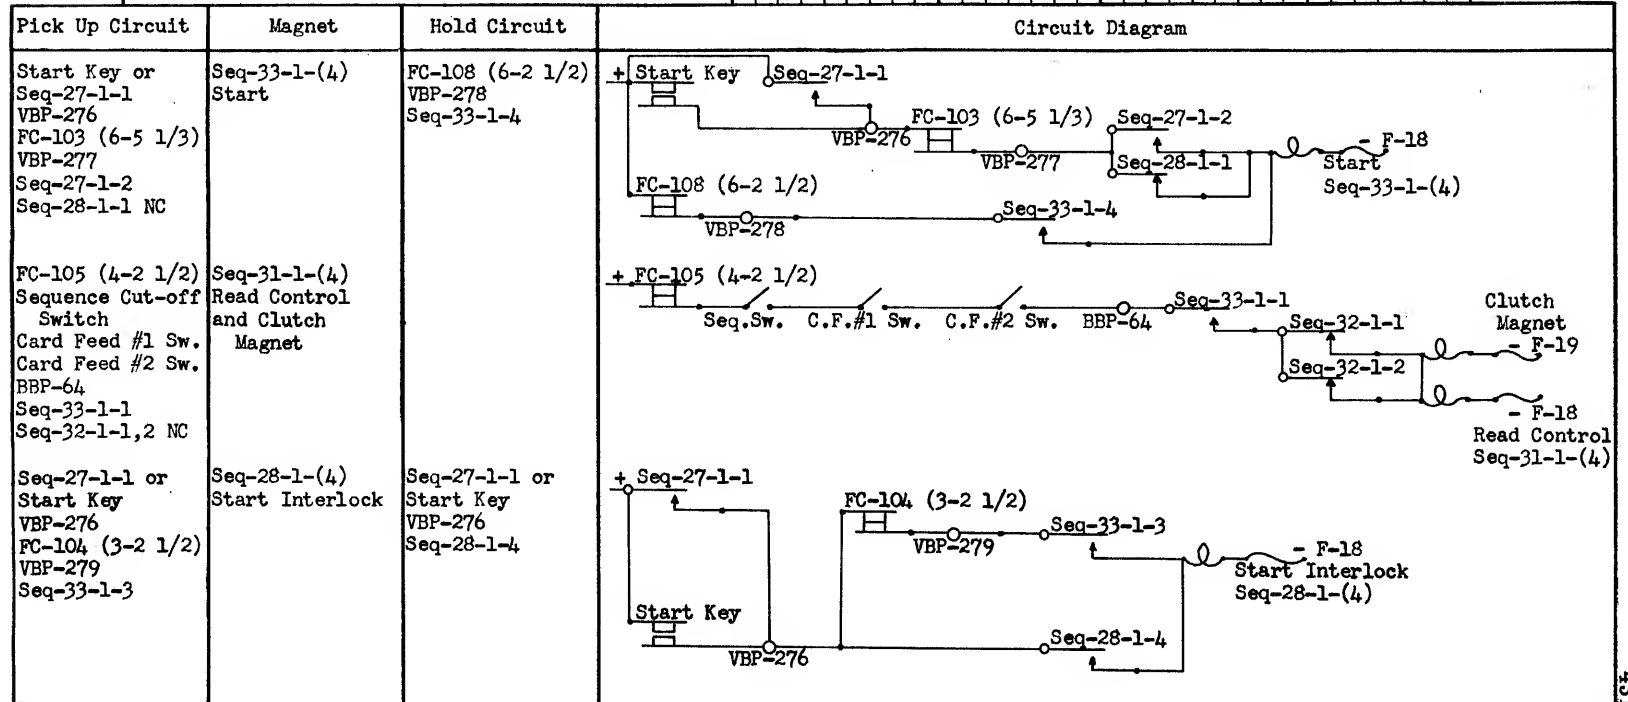 Pick Up Circuit
Magnet
Hold Circuit
Circuit Diagram
Start Key or
Seq-27-1-1
VBP-276
FC-103 (6-5 1/3)
VBP-277
Seq-27-1-2
Seq-28-1-1 NC
Seq-33-1-(4)
Start
FC-108 (6-2 1/2)
VBP-278
Seq-33-1-4
+ Start Key
Seq-27-1-1
VBP-276
FC-103 (6-5 1/3)
VBP-277
Seq-27-1-2
Seq-28-1-1
- F-18
Start
Seq-33-1-(4)
FC-108 (6-2 1/2)
VBP-278
Seq-33-1-4
FC-105 (4-2 1/2)
Sequence Cut-off
Switch
Card Feed #1 Sw.
Card Feed #2 Sw.
BBP-64
Seq-33-1-1
Seq-32-1-1,2 NC
Seq-31-1-(4)
Read Control
and Clutch
Magnet
+ FC-105 (4-2 1/2)
Seq.Sw.
C.F.#1 Sw.
C.F.#2 Sw.
BBP-64
Seq-33-1-1
Seq-32-1-1
Seq-32-1-2
Clutch
Magnet
- F-19
- F-18
Read Control
Seq-31-1-(4)
Seq-27-1-1 or
Start Key
VBP-276
FC-104 (3-2 1/2)
VBP-279
Seq-33-1-3
Seq-28-1-(4)
Start Interlock
Seq-27-1-1 or
Start Key
VBP-276
Seq-28-1-4
+ Seq-27-1-1
FC-104 (3-2 1/2)
VBP-279
Seq-33-1-3
- F-18
Start Interlock
Seq-28-1-(4)
Start Key
VBP-276
Seq-28-1-4